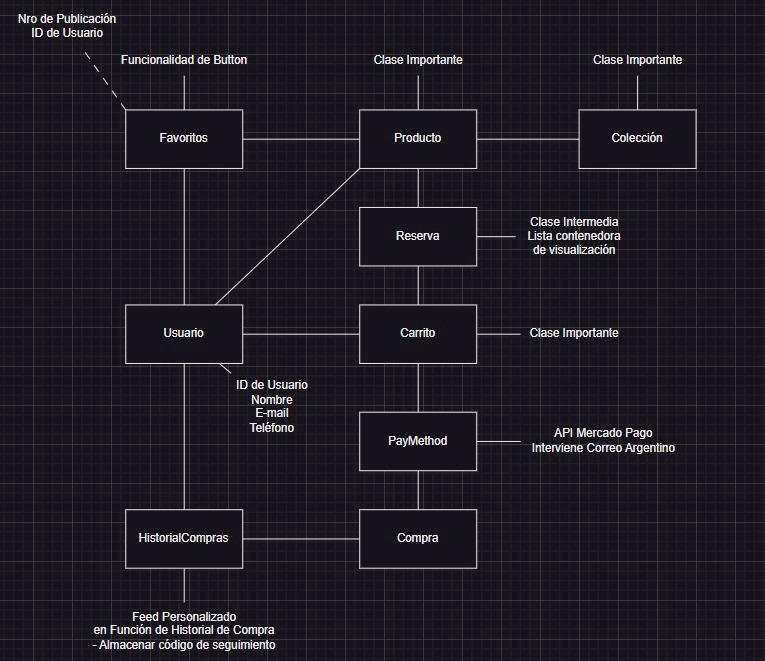 Nro de Publicación
ID de Usuario
Funcionalidad de Button
Clase Importante
Clase Importante
Favoritos
Producto
Colección
Reserva
Clase Intermedia
Lista contenedora
de visualización
Usuario
Carrito
Clase Importante
ID de Usuario
Nombre
E-mail
Teléfono
PayMethod
API Mercado Pago
Interviene Correo Argentino
HistorialCompras
Compra
Feed Personalizado
en Función de Historial de Compra
- Almacenar código de seguimiento